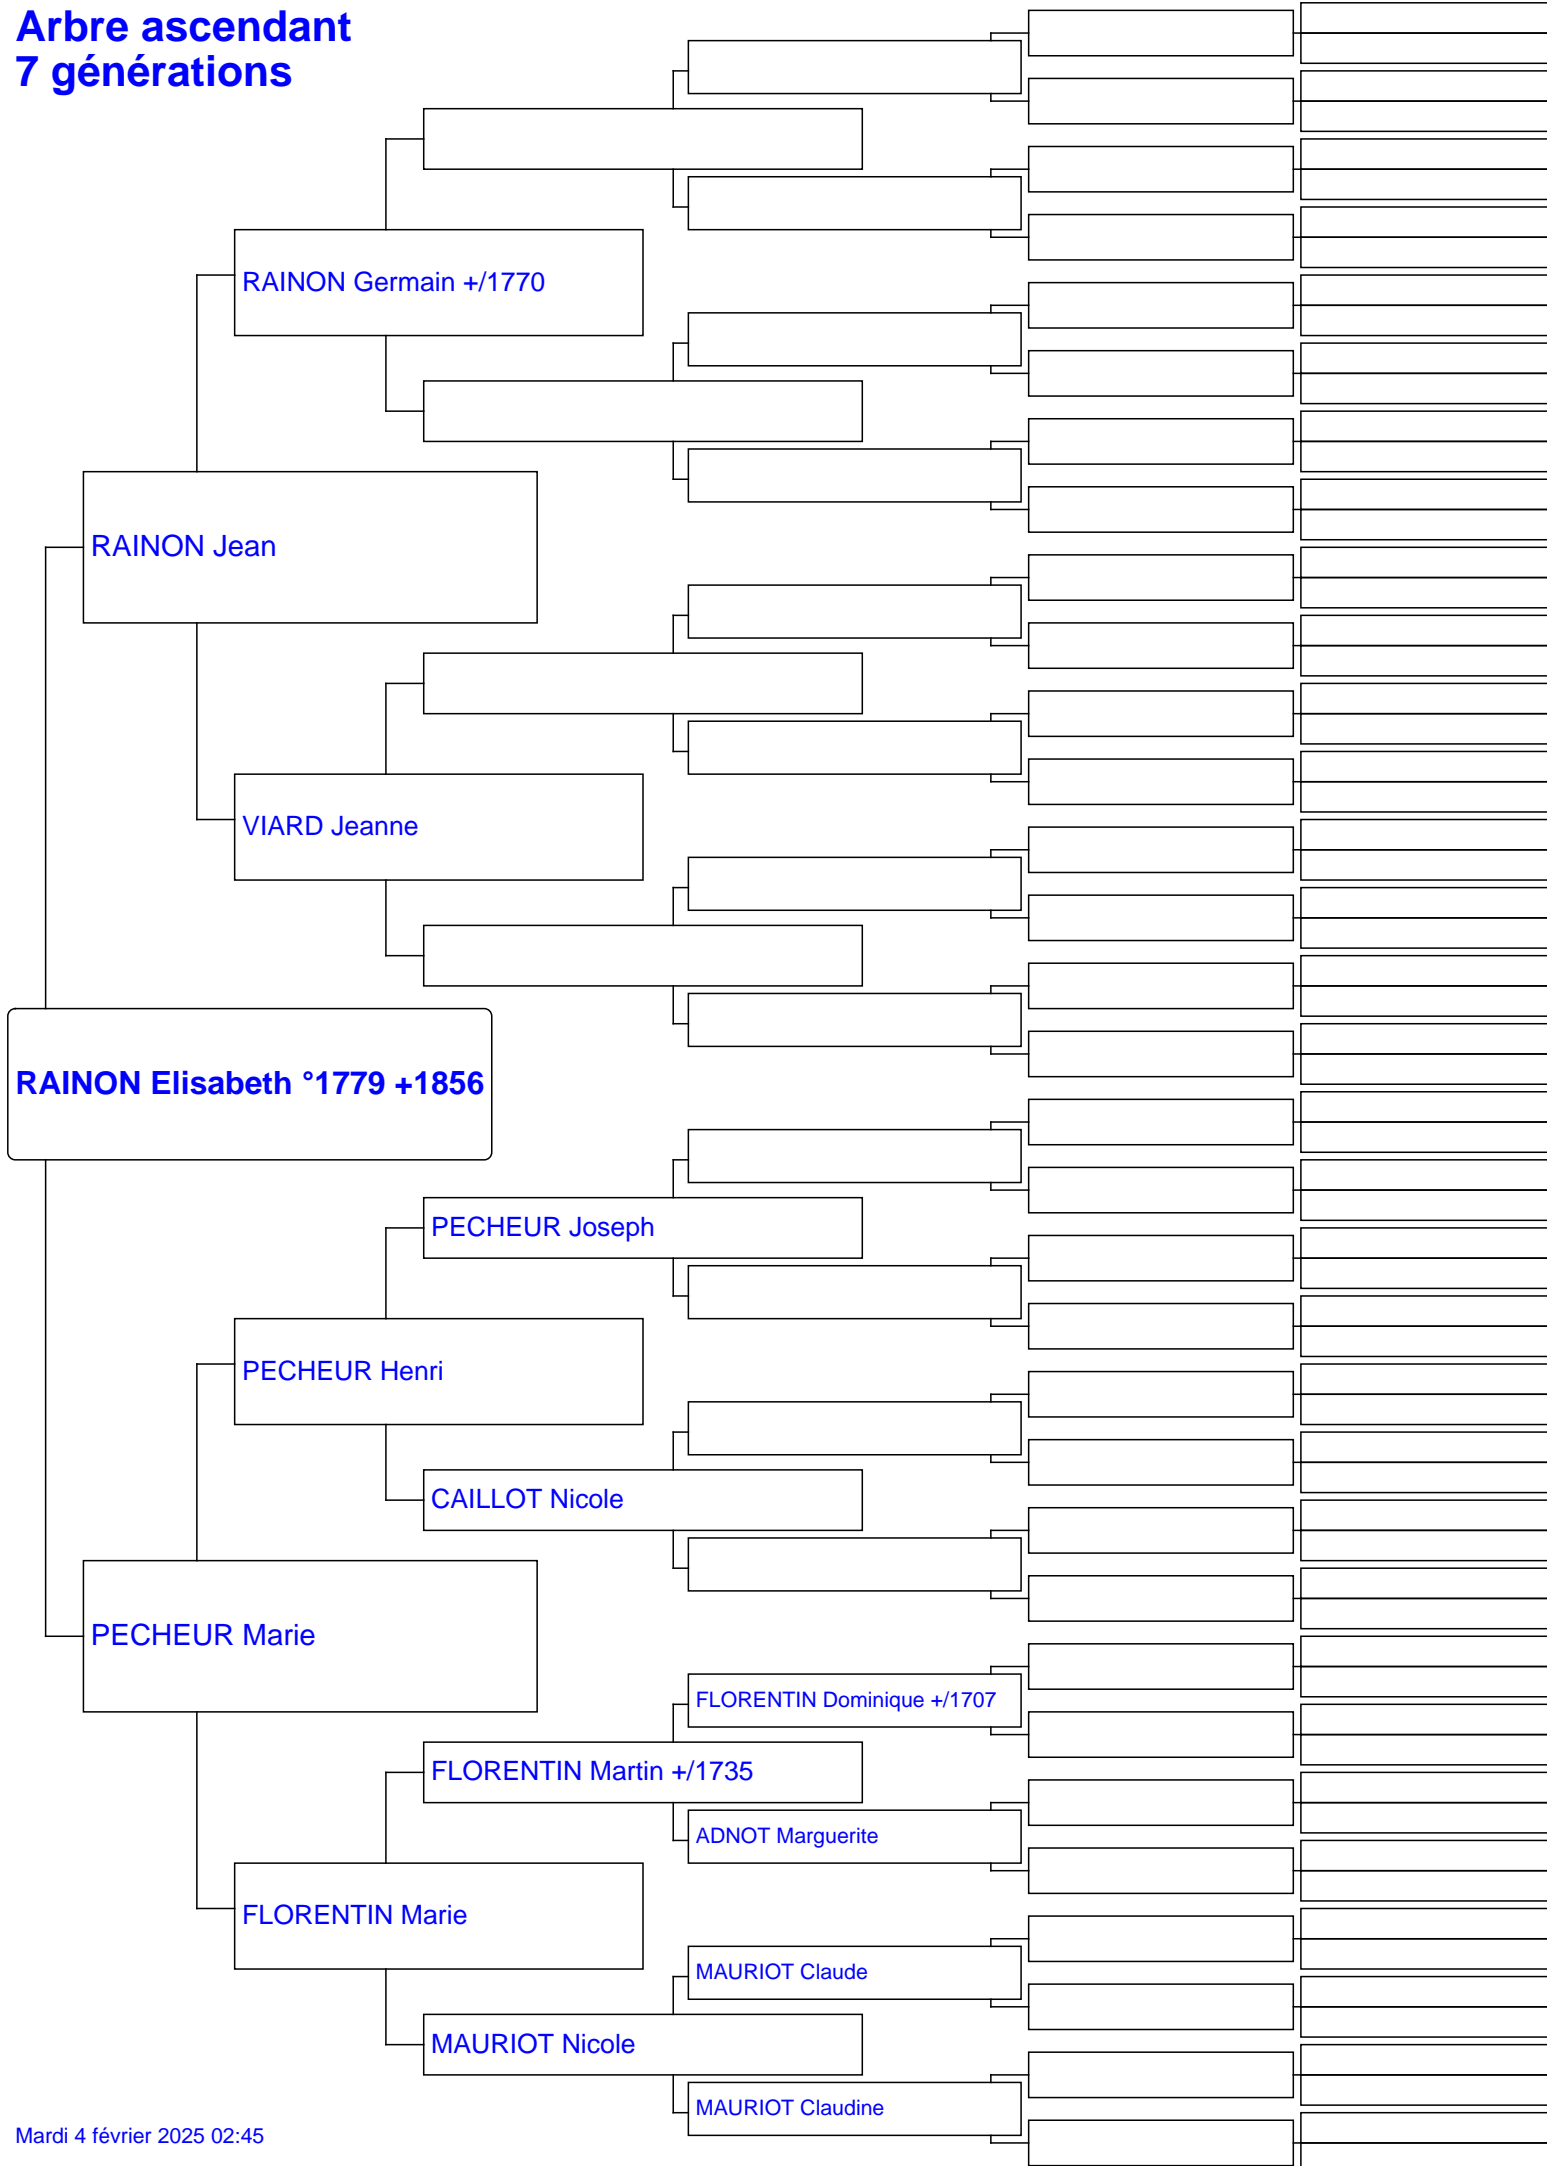 Arbre ascendant
7 générations
RAINON Germain +/1770
RAINON Jean
VIARD Jeanne
RAINON Elisabeth °1779 +1856
PECHEUR Joseph
PECHEUR Henri
CAILLOT Nicole
PECHEUR Marie
FLORENTIN Dominique +/1707
FLORENTIN Martin +/1735
ADNOT Marguerite
FLORENTIN Marie
MAURIOT Claude
MAURIOT Nicole
MAURIOT Claudine
Mardi 4 février 2025 02:45